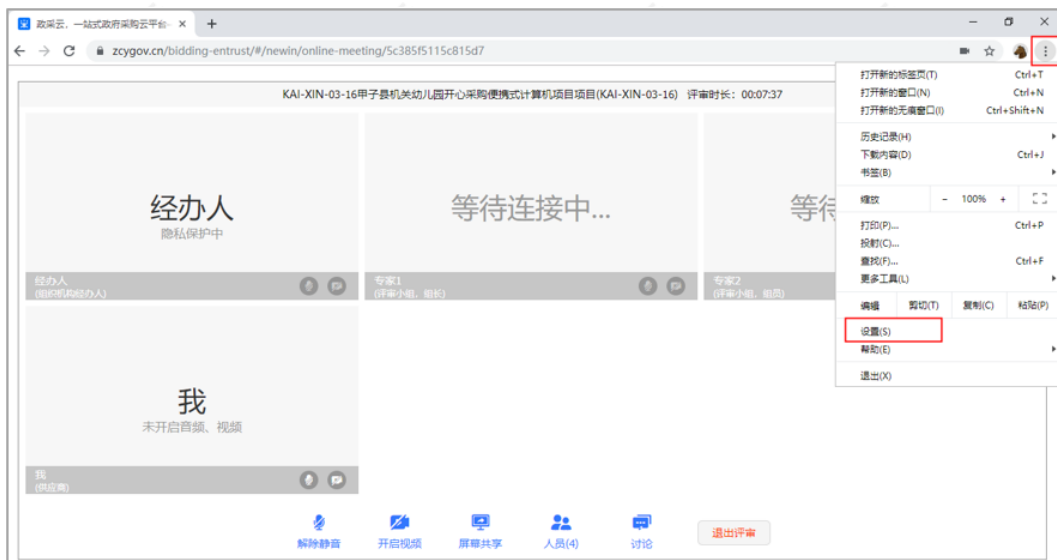 政采云，一站式政府采购云平台-
zcygov.cn/bidding-entrust/#/newin/online-meeting/5c385f5115c815d7
KAI-XIN-03-16甲子县机关幼儿园开心采购便携式计算机项目项目(KAI-XIN-03-16) 评审时长：00:07:37
经办人
隐私保护中
经办人
(组织机构经办人)
等待连接中...
专家1
(评审小组，组长)
等待
专家2
(评审小组，组员)
我
未开启音频、视频
我
(供应商)
解除静音
开启视频
屏幕共享
人员(4)
讨论
退出评审
打开新的标签页(T) Ctrl+T
打开新的窗口(N) Ctrl+N
打开新的无痕窗口(I) Ctrl+Shift+N
历史记录(H)
下载内容(D) Ctrl+J
书签(B)
缩放 - 100% +
打印(P)... Ctrl+P
投射(C)...
查找(F)... Ctrl+F
更多工具(L)
编辑 剪切(T) 复制(C) 粘贴(P)
设置(S)
帮助(E)
退出(X)